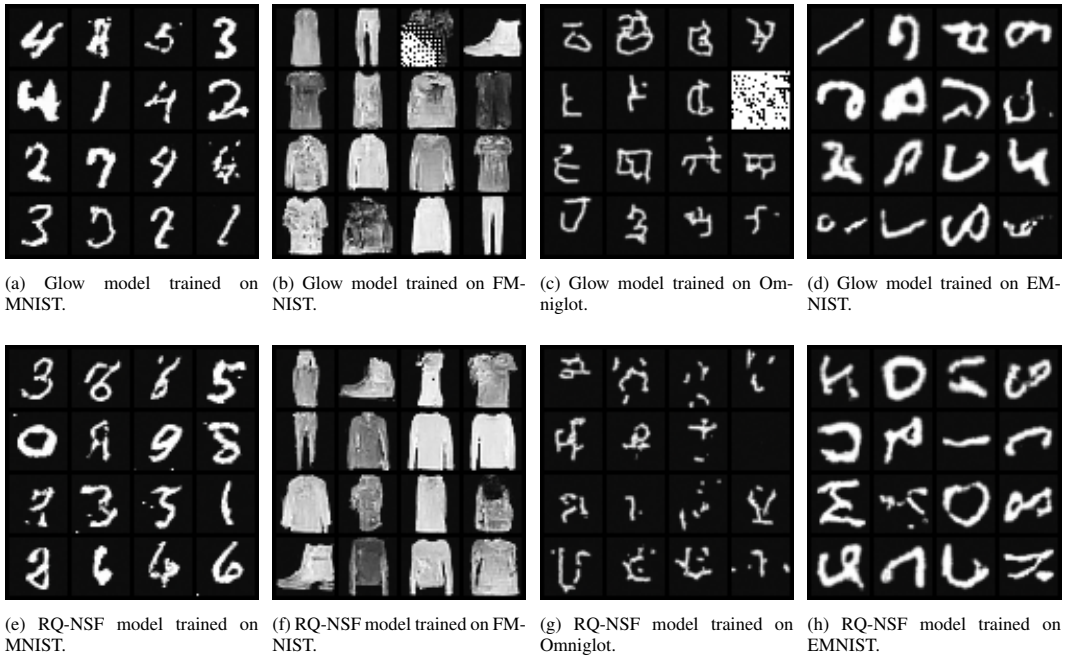 (a) Glow model trained on
MNIST.
(b) Glow model trained on FM-
NIST.
(c) Glow model trained on Om-
niglot.
(d) Glow model trained on EM-
NIST.
(e) RQ-NSF model trained on
MNIST.
(f) RQ-NSF model trained on FM-
NIST.
(g) RQ-NSF model trained on
Omniglot.
(h) RQ-NSF model trained on
EMNIST.